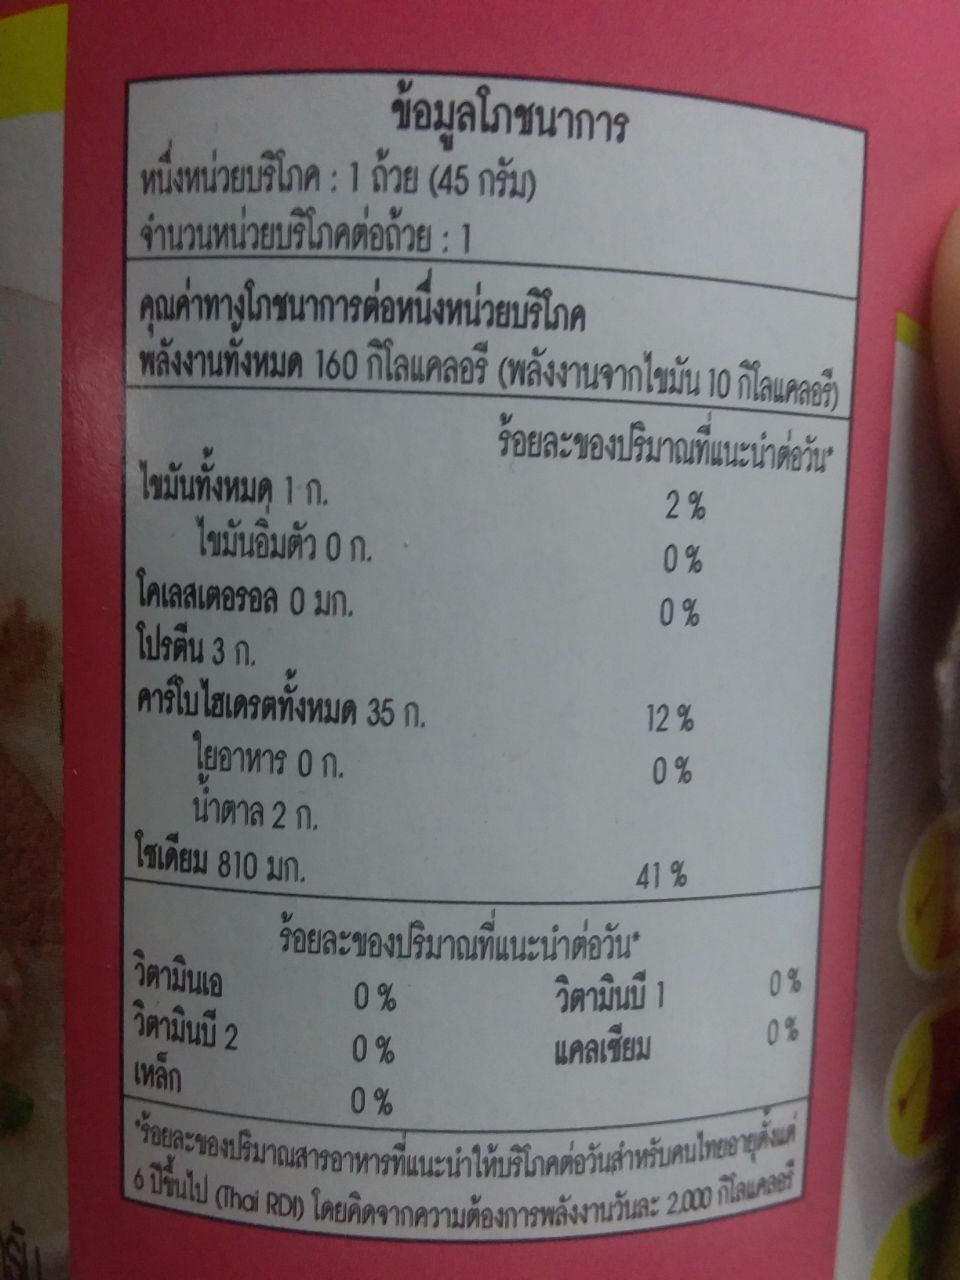 ข้อมูลโภชนาการ
หนึ่งหน่วยบริโภค : 1 ถ้วย (45 กรัม)
จำนวนหน่วยบริโภคต่อถ้วย : 1
คุณค่าทางโภชนาการต่อหนึ่งหน่วยบริโภค
พลังงานทั้งหมด 160 กิโลแคลอรี (พลังงานจากไขมัน 10 กิโลแคลอรี)
ร้อยละของปริมาณที่แนะนำต่อวัน*
ไขมันทั้งหมด 1 ก. 2 %
ไขมันอิ่มตัว 0 ก. 0 %
โคเลสเตอรอล 0 มก. 0 %
โปรตีน 3 ก.
คาร์โบไฮเดรตทั้งหมด 35 ก. 12 %
ใยอาหาร 0 ก. 0 %
น้ำตาล 2 ก.
โซเดียม 810 มก. 41 %
ร้อยละของปริมาณที่แนะนำต่อวัน*
วิตามินเอ 0 % วิตามินบี 1 0 %
วิตามินบี 2 0 % แคลเซียม 0 %
เหล็ก 0 %
*ร้อยละของปริมาณสารอาหารที่แนะนำให้บริโภคต่อวันสำหรับคนไทยอายุตั้งแต่
6 ปีขึ้นไป (Thai RDI) โดยคิดจากความต้องการพลังงานวันละ 2,000 กิโลแคลอรี